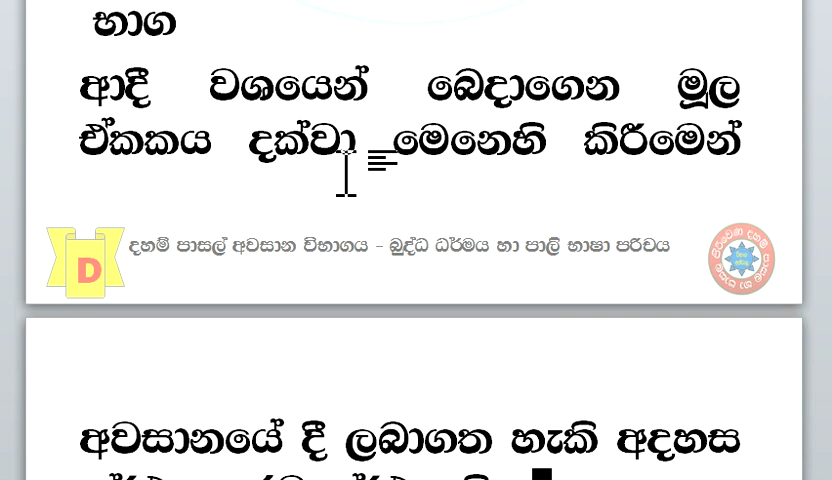 භාග
ආදී වශයෙන් බෙදාගෙන මූල
ඒකකය දක්වා මෙනෙහි කිරීමෙන්
D
දහම් පාසල් අවසාන විභාගය - බුද්ධ ධර්මය හා පාලි භාෂා පරිචය
අවසානයේ දී ලබාගත හැකි අදහස